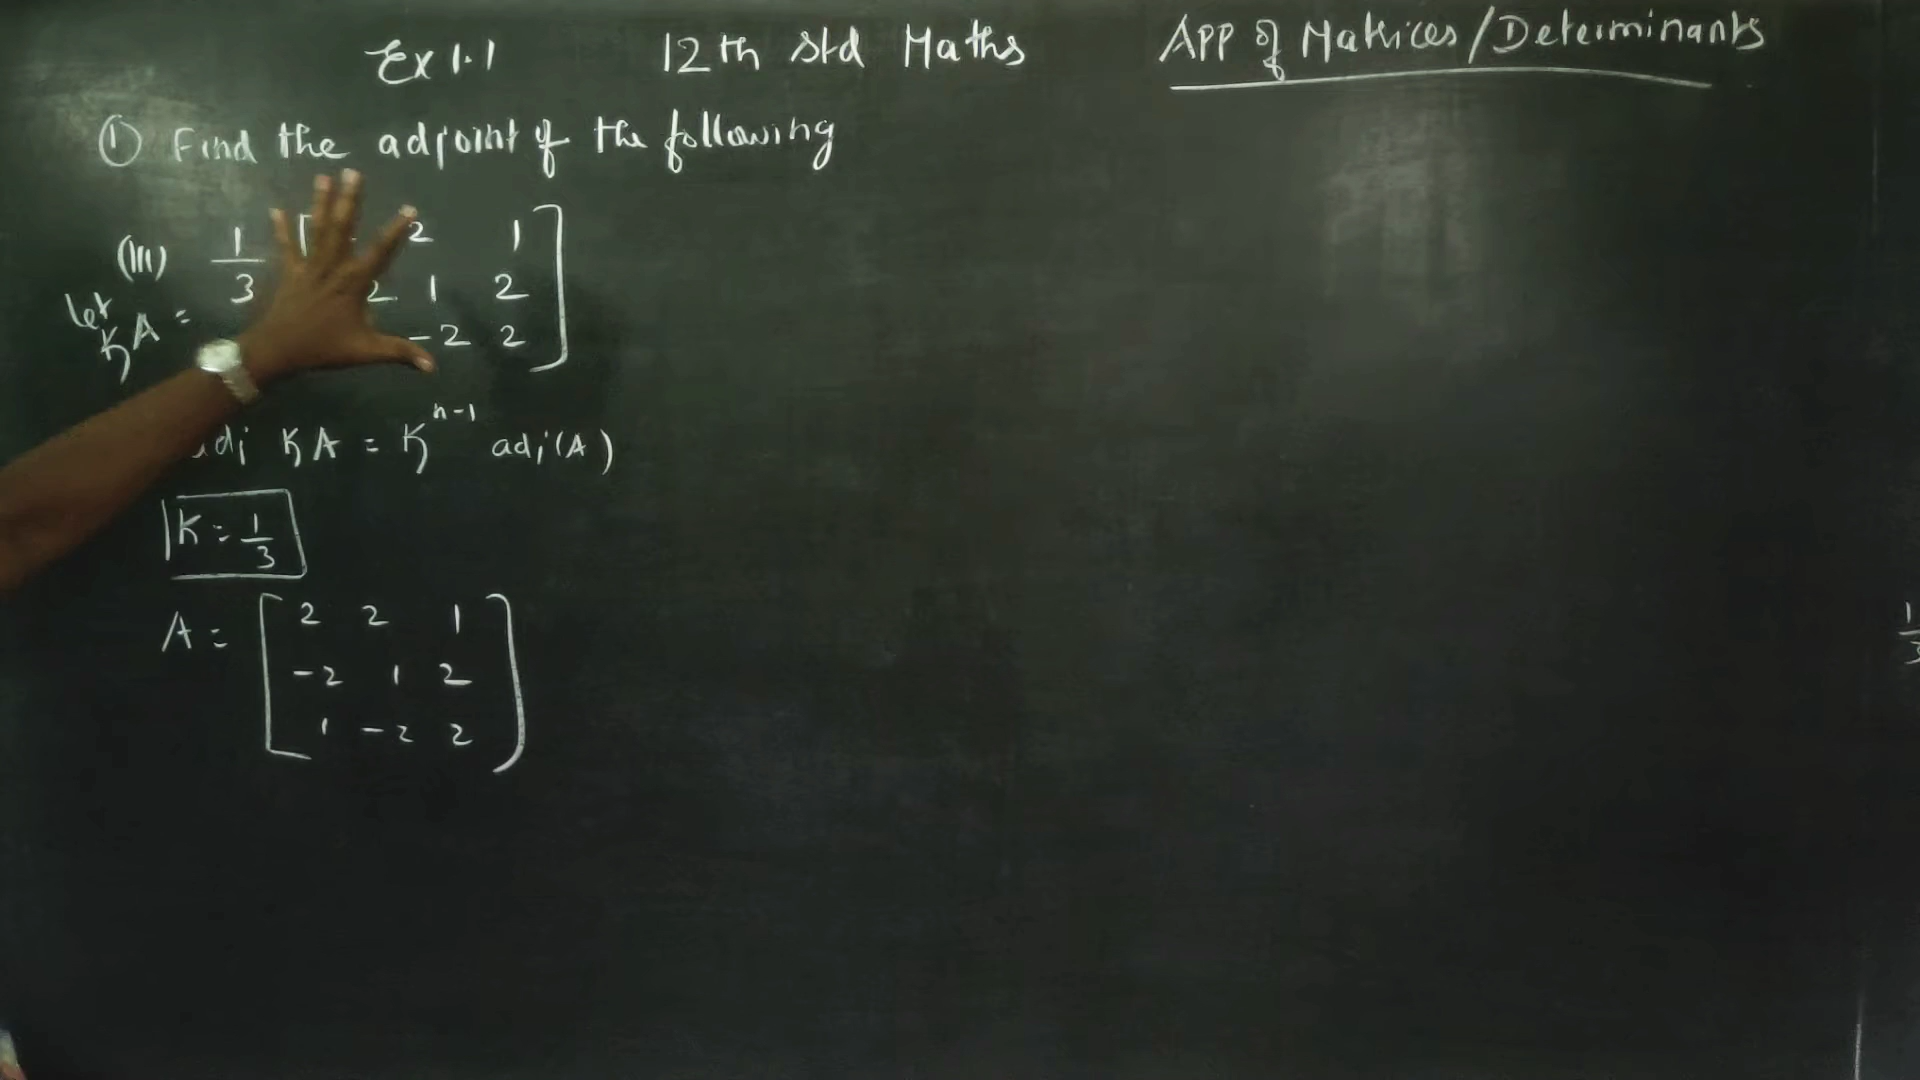 Ex 1.1 12th Std Maths App of Matrices/Determinants
① Find the adjoint of the following
(iii) 1/3 [ 2 1
2 1 2
let KA = -2 2 ]
adj KA = K^(n-1) adj(A)
K = 1/3
A = [ 2 2 1
-2 1 2
1 -2 2 ]